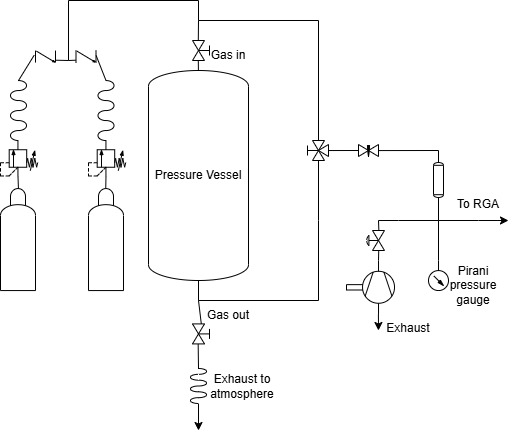 Gas in
Pressure Vessel
To RGA
Pirani
pressure
gauge
Gas out
Exhaust
Exhaust to
atmosphere